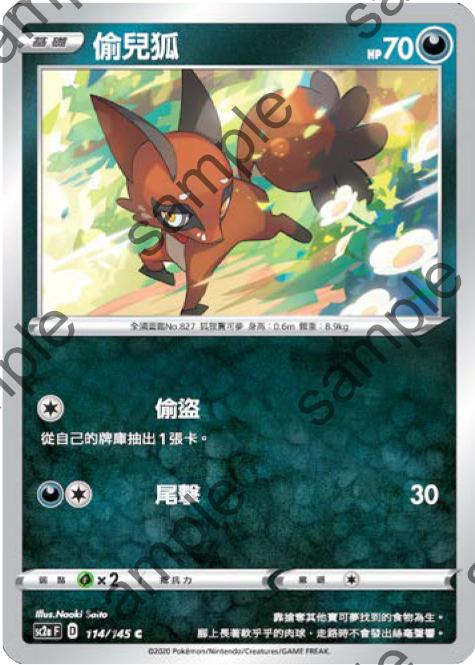 基礎 偷兒狐 HP70
全國圖鑑No.827 狐狸寶可夢 身高：0.6m 體重：8.9kg
偷盜
從自己的牌庫抽出1張卡。
尾擊 30
弱點 ×2 抵抗力 撤退
Illus.Naoki Saito
sc2a F D 114/145 C
靠搶奪其他寶可夢找到的食物為生。
腳上長著軟乎乎的肉球，走路時不會發出絲毫聲響。
©2020 Pokémon/Nintendo/Creatures/GAME FREAK.
sample
sample
sample
sample
sample
sample
sample